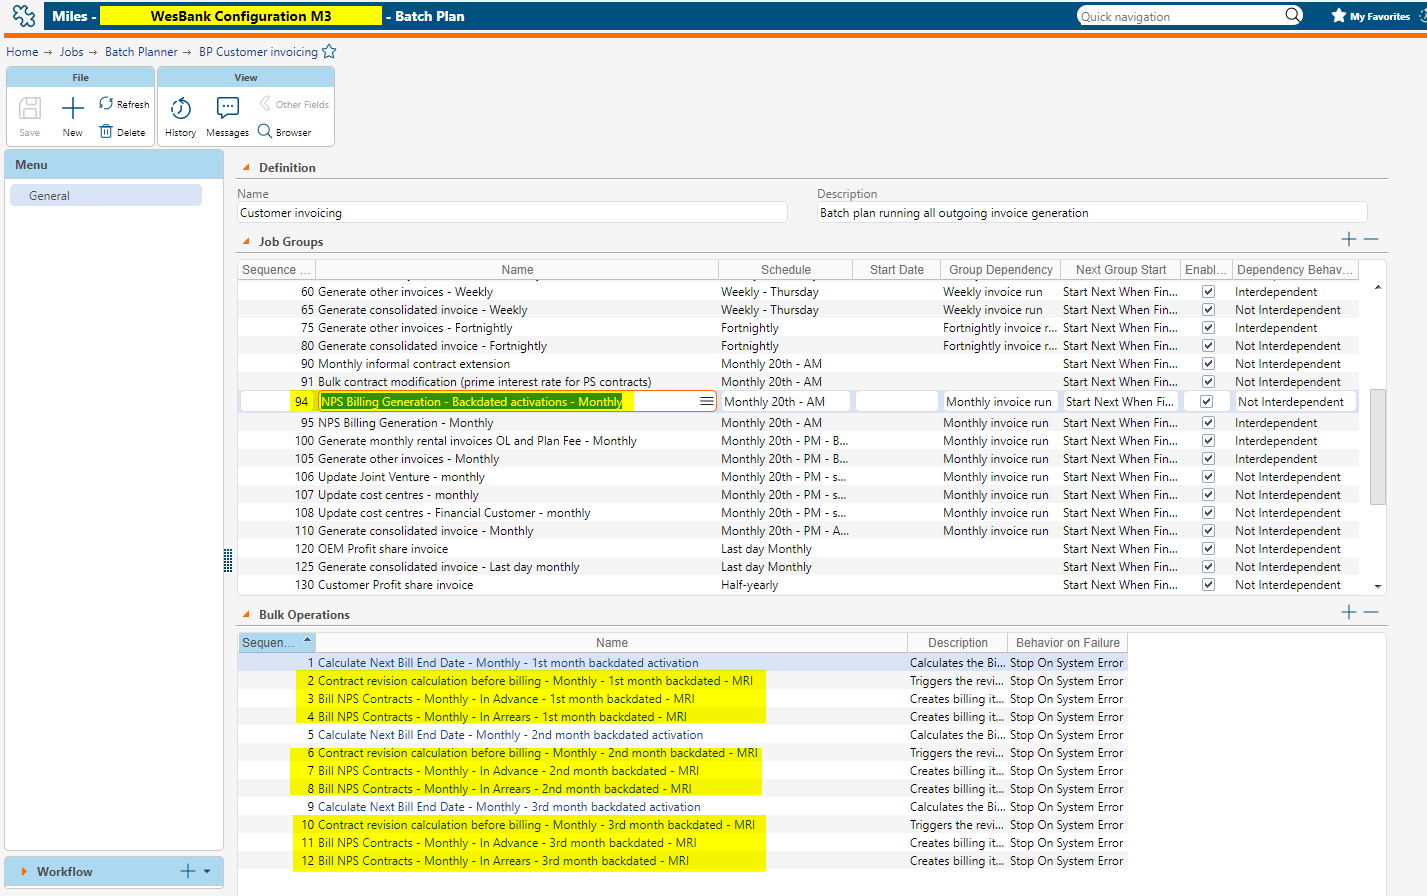 Miles - WesBank Configuration M3 - Batch Plan Quick navigation My Favorites
Home → Jobs → Batch Planner → BP Customer invoicing
File View
Save New Refresh Delete History Messages Other Fields Browser
Menu
General
Definition
Name Description
Customer invoicing Batch plan running all outgoing invoice generation
Job Groups
Sequence ... Name Schedule Start Date Group Dependency Next Group Start Enabl... Dependency Behav...
60 Generate other invoices - Weekly Weekly - Thursday Weekly invoice run Start Next When Fin... Interdependent
65 Generate consolidated invoice - Weekly Weekly - Thursday Weekly invoice run Start Next When Fin... Not Interdependent
75 Generate other invoices - Fortnightly Fortnightly Fortnightly invoice r... Start Next When Fin... Interdependent
80 Generate consolidated invoice - Fortnightly Fortnightly Fortnightly invoice r... Start Next When Fin... Not Interdependent
90 Monthly informal contract extension Monthly 20th - AM Start Next When Fin... Not Interdependent
91 Bulk contract modification (prime interest rate for PS contracts) Monthly 20th - AM Start Next When Fin... Not Interdependent
94 NPS Billing Generation - Backdated activations - Monthly Monthly 20th - AM Monthly invoice run Start Next When Fi... Not Interdependent
95 NPS Billing Generation - Monthly Monthly 20th - AM Monthly invoice run Start Next When Fin... Interdependent
100 Generate monthly rental invoices OL and Plan Fee - Monthly Monthly 20th - PM - B... Monthly invoice run Start Next When Fin... Interdependent
105 Generate other invoices - Monthly Monthly 20th - PM - B... Monthly invoice run Start Next When Fin... Interdependent
106 Update Joint Venture - monthly Monthly 20th - PM - s... Monthly invoice run Start Next When Fin... Not Interdependent
107 Update cost centres - monthly Monthly 20th - PM - s... Monthly invoice run Start Next When Fin... Not Interdependent
108 Update cost centres - Financial Customer - monthly Monthly 20th - PM - s... Monthly invoice run Start Next When Fin... Not Interdependent
110 Generate consolidated invoice - Monthly Monthly 20th - PM - A... Monthly invoice run Start Next When Fin... Not Interdependent
120 OEM Profit share invoice Last day Monthly Start Next When Fin... Not Interdependent
125 Generate consolidated invoice - Last day monthly Last day Monthly Start Next When Fin... Not Interdependent
130 Customer Profit share invoice Half-yearly Start Next When Fin... Not Interdependent
Bulk Operations
Sequen... Name Description Behavior on Failure
1 Calculate Next Bill End Date - Monthly - 1st month backdated activation Calculates the Bi... Stop On System Error
2 Contract revision calculation before billing - Monthly - 1st month backdated - MRI Triggers the revi... Stop On System Error
3 Bill NPS Contracts - Monthly - In Advance - 1st month backdated - MRI Creates billing it... Stop On System Error
4 Bill NPS Contracts - Monthly - In Arrears - 1st month backdated - MRI Creates billing it... Stop On System Error
5 Calculate Next Bill End Date - Monthly - 2nd month backdated activation Calculates the Bi... Stop On System Error
6 Contract revision calculation before billing - Monthly - 2nd month backdated - MRI Triggers the revi... Stop On System Error
7 Bill NPS Contracts - Monthly - In Advance - 2nd month backdated - MRI Creates billing it... Stop On System Error
8 Bill NPS Contracts - Monthly - In Arrears - 2nd month backdated - MRI Creates billing it... Stop On System Error
9 Calculate Next Bill End Date - Monthly - 3rd month backdated activation Calculates the Bi... Stop On System Error
10 Contract revision calculation before billing - Monthly - 3rd month backdated - MRI Triggers the revi... Stop On System Error
11 Bill NPS Contracts - Monthly - In Advance - 3rd month backdated - MRI Creates billing it... Stop On System Error
12 Bill NPS Contracts - Monthly - In Arrears - 3rd month backdated - MRI Creates billing it... Stop On System Error
Workflow